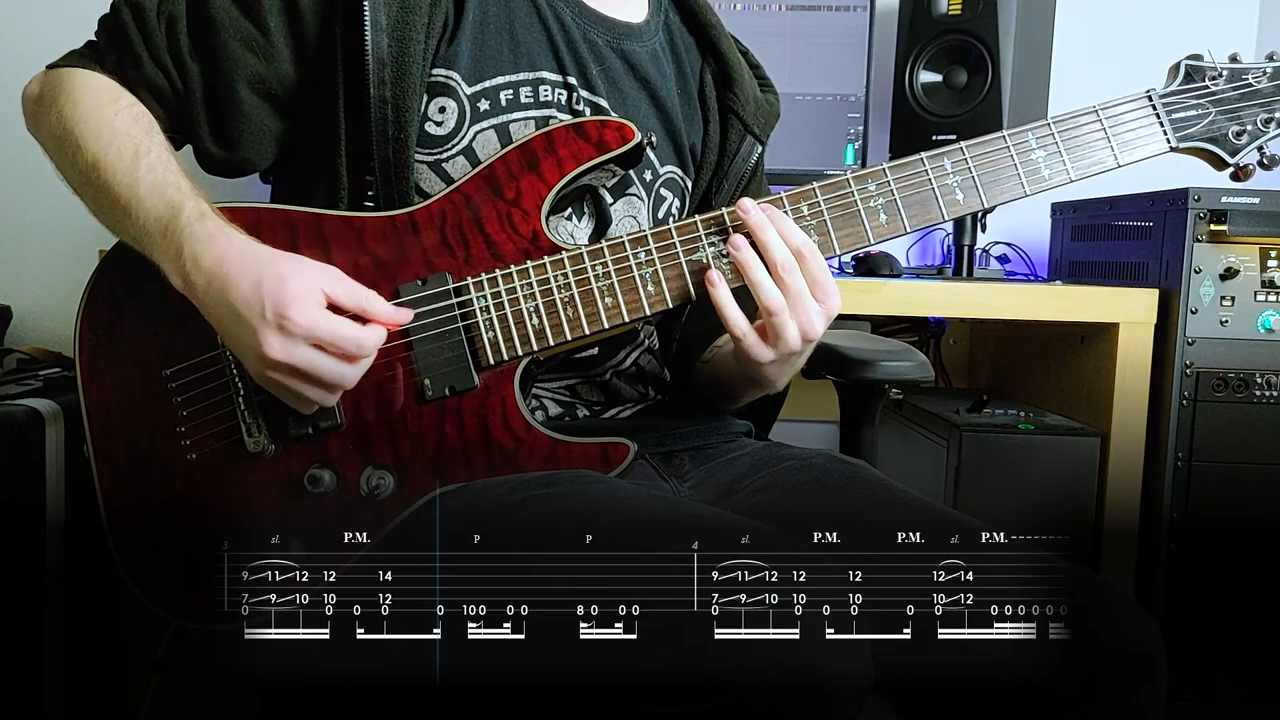 9 ★ FEBRU
75
SAMSON
3 sl. P.M. P P 4 sl. P.M. P.M. sl. P.M.
9 11 12 12 14 9 11 12 12 12 12 14
7 9 10 10 12 7 9 10 10 10 10 12
0 0 0 0 0 10 0 0 0 8 0 0 0 0 0 0 0 0 0 0 0 0 0 0 0